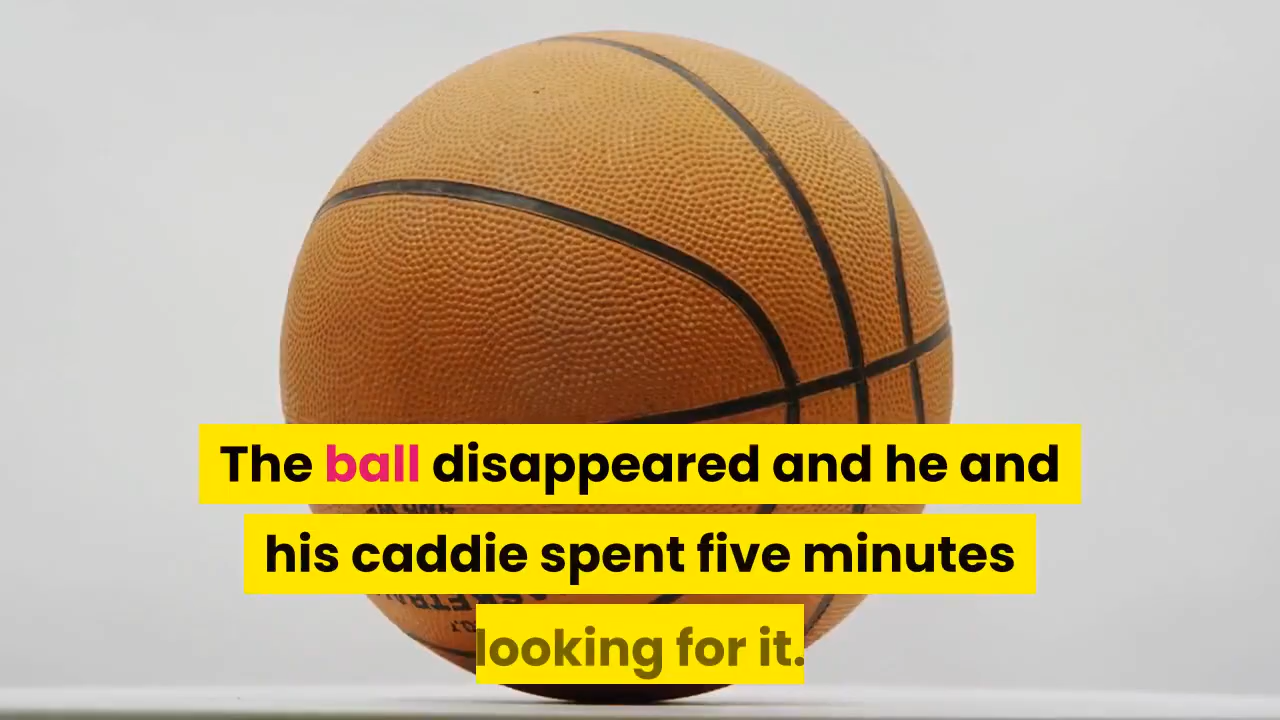 The ball disappeared and he and
his caddie spent five minutes
looking for it.